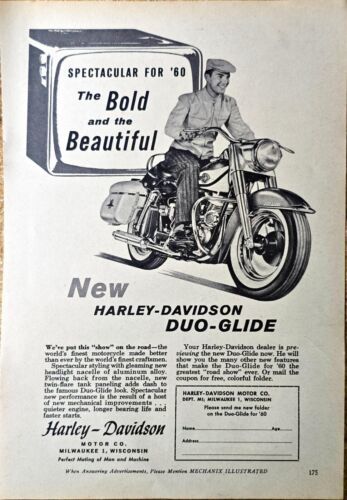 SPECTACULAR FOR '60
The Bold
and the
Beautiful
New
HARLEY-DAVIDSON
DUO-GLIDE
We've put this "show" on the road—the
world's finest motorcycle made better
than ever by the world's finest craftsmen.
Spectacular styling with gleaming new
headlight nacelle of aluminum alloy.
Flowing back from the nacelle, new
twin-flare tank paneling adds dash to
the famous Duo-Glide look. Spectacular
new performance is the result of a host
of new mechanical improvements . . .
quieter engine, longer bearing life and
faster starts.
Harley-Davidson
MOTOR CO.
MILWAUKEE 1, WISCONSIN
Perfect Mating of Man and Machine
Your Harley-Davidson dealer is pre-
viewing the new Duo-Glide now. He will
show you the many other new features
that make the Duo-Glide for '60 the
greatest "road show" ever. Or mail the
coupon for free, colorful folder.
HARLEY-DAVIDSON MOTOR CO.
DEPT. MI; MILWAUKEE 1, WISCONSIN
Please send me new folder
on the Duo-Glide for '60
Name Age
Address
When Answering Advertisements, Please Mention MECHANIX ILLUSTRATED
175